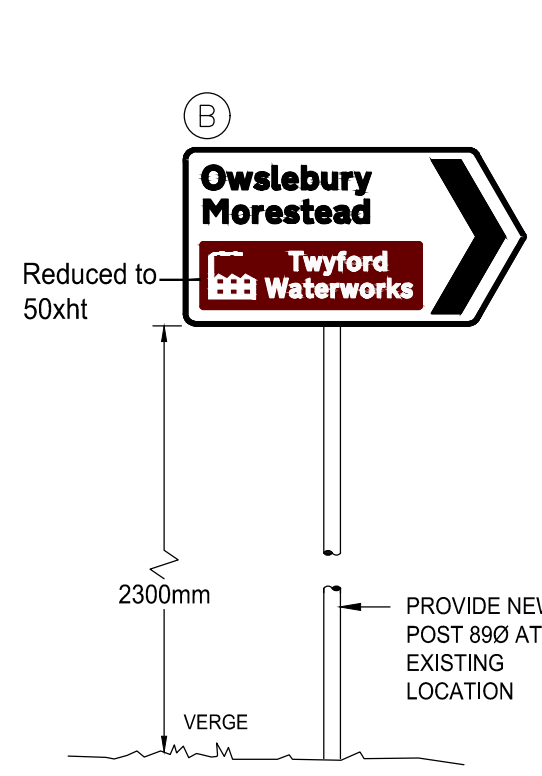 B
Owslebury
Morestead
Twyford
Waterworks
Reduced to
50xht
2300mm
PROVIDE NEW
POST 89Ø AT
EXISTING
LOCATION
VERGE